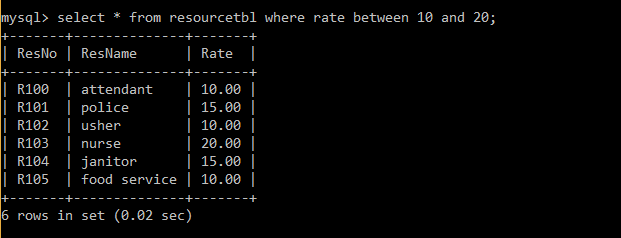 mysql> select * from resourcetbl where rate between 10 and 20;
+-------+--------------+-------+
| ResNo | ResName      | Rate  |
+-------+--------------+-------+
| R100  | attendant    | 10.00 |
| R101  | police       | 15.00 |
| R102  | usher        | 10.00 |
| R103  | nurse        | 20.00 |
| R104  | janitor      | 15.00 |
| R105  | food service | 10.00 |
+-------+--------------+-------+
6 rows in set (0.02 sec)